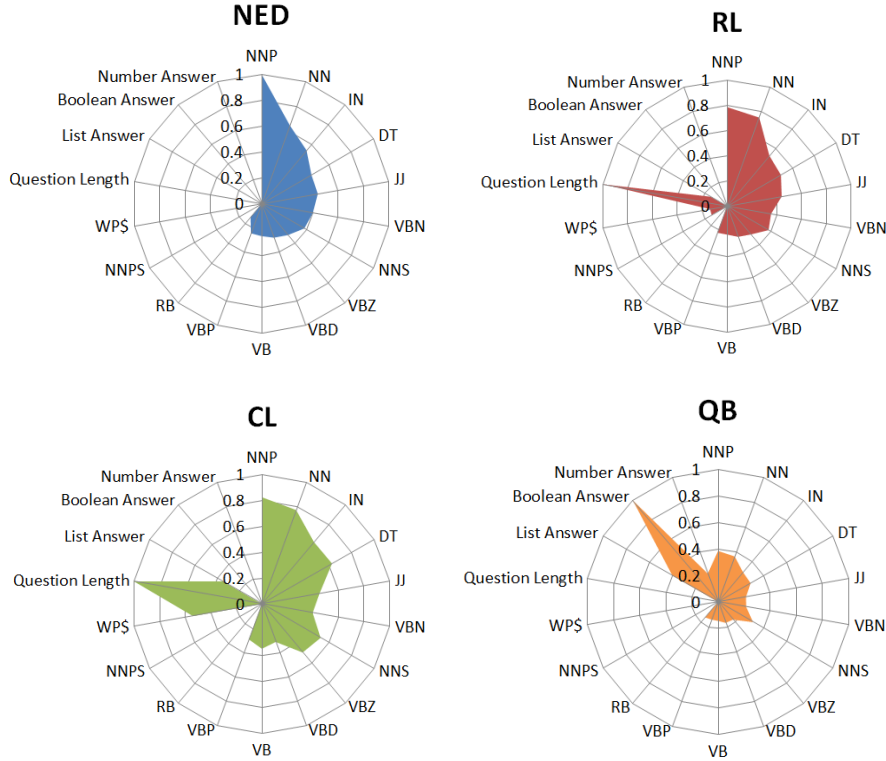 NED
NNP
NN
IN
DT
JJ
VBN
NNS
VBZ
VBD
VB
VBP
RB
NNPS
WP$
Question Length
List Answer
Boolean Answer
Number Answer
1
0.8
0.6
0.4
0.2
0
RL
NNP
NN
IN
DT
JJ
VBN
NNS
VBZ
VBD
VB
VBP
RB
NNPS
WP$
Question Length
List Answer
Boolean Answer
Number Answer
1
0.8
0.6
0.4
0.2
0
CL
NNP
NN
IN
DT
JJ
VBN
NNS
VBZ
VBD
VB
VBP
RB
NNPS
WP$
Question Length
List Answer
Boolean Answer
Number Answer
1
0.8
0.6
0.4
0.2
0
QB
NNP
NN
IN
DT
JJ
VBN
NNS
VBZ
VBD
VB
VBP
RB
NNPS
WP$
Question Length
List Answer
Boolean Answer
Number Answer
1
0.8
0.6
0.4
0.2
0